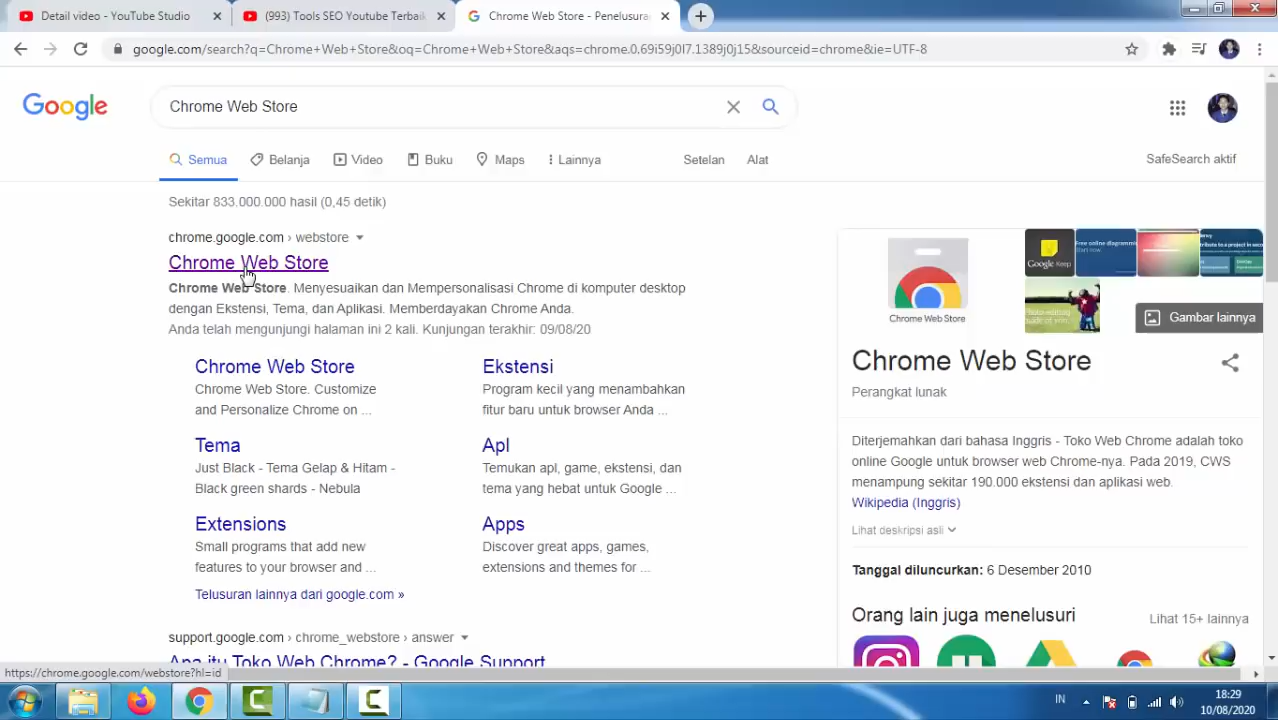 Detail video - YouTube Studio
(993) Tools SEO Youtube Terbaik
Chrome Web Store - Penelusura
google.com/search?q=Chrome+Web+Store&oq=Chrome+Web+Store&aqs=chrome.0.69i59j0l7.1389j0j15&sourceid=chrome&ie=UTF-8
Google
Chrome Web Store
Semua
Belanja
Video
Buku
Maps
Lainnya
Setelan
Alat
SafeSearch aktif
Sekitar 833.000.000 hasil (0,45 detik)
chrome.google.com › webstore
Chrome Web Store
Chrome Web Store. Menyesuaikan dan Mempersonalisasi Chrome di komputer desktop
dengan Ekstensi, Tema, dan Aplikasi. Memberdayakan Chrome Anda.
Anda telah mengunjungi ha 2 kali. Kunjungan terakhir: 09/08/20
Chrome Web Store
Chrome Web Store. Customize
and Personalize Chrome on ...
Ekstensi
Program kecil yang menambahkan
fitur baru untuk browser Anda ...
Tema
Just Black - Tema Gelap & Hitam -
Black green shards - Nebula
Apl
Temukan apl, game, ekstensi, dan
tema yang hebat untuk Google ...
Extensions
Small programs that add new
features to your browser and ...
Apps
Discover great apps, games,
extensions and themes for ...
Telusuran lainnya dari google.com »
support.google.com › chrome_webstore › answer
Apa itu Toko Web Chrome? - Google Support
Chrome Web Store
Google Keep
Free online diagrammi
Start now.
Gambar lainnya
Chrome Web Store
Perangkat lunak
Diterjemahkan dari bahasa Inggris - Toko Web Chrome adalah toko
online Google untuk browser web Chrome-nya. Pada 2019, CWS
menampung sekitar 190.000 ekstensi dan aplikasi web.
Wikipedia (Inggris)
Lihat deskripsi asli
Tanggal diluncurkan: 6 Desember 2010
Orang lain juga menelusuri
Lihat 15+ lainnya
https://chrome.google.com/webstore?hl=id
IN
18:29
10/08/2020